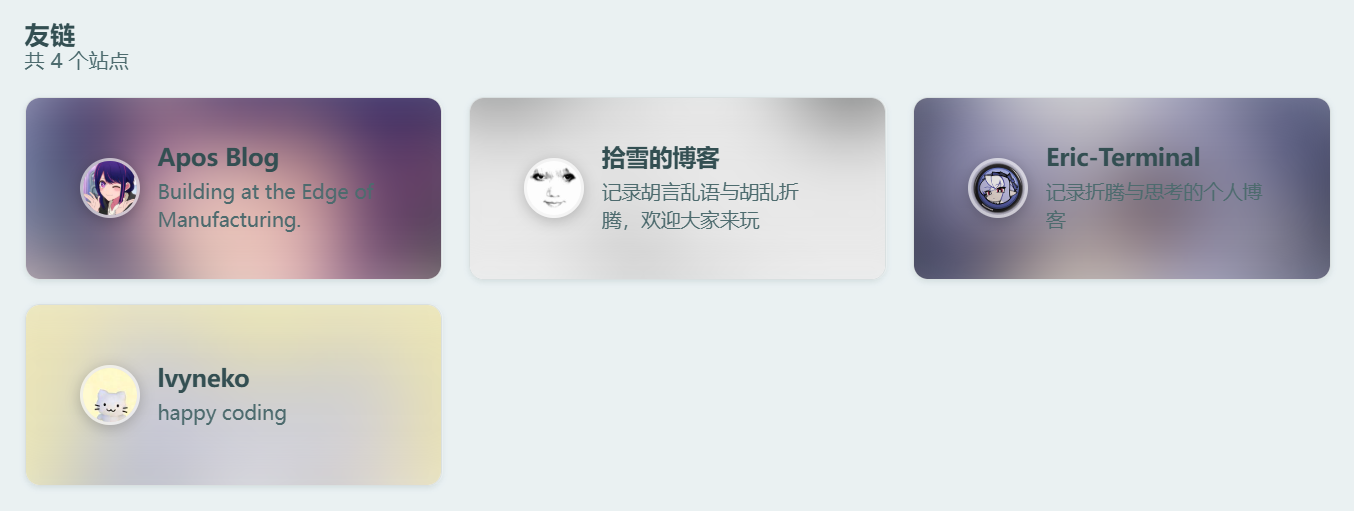 友链
共 4 个站点
Apos Blog
Building at the Edge of
Manufacturing.
拾雪的博客
记录胡言乱语与胡乱折
腾，欢迎大家来玩
Eric-Terminal
记录折腾与思考的个人博
客
lvyneko
happy coding